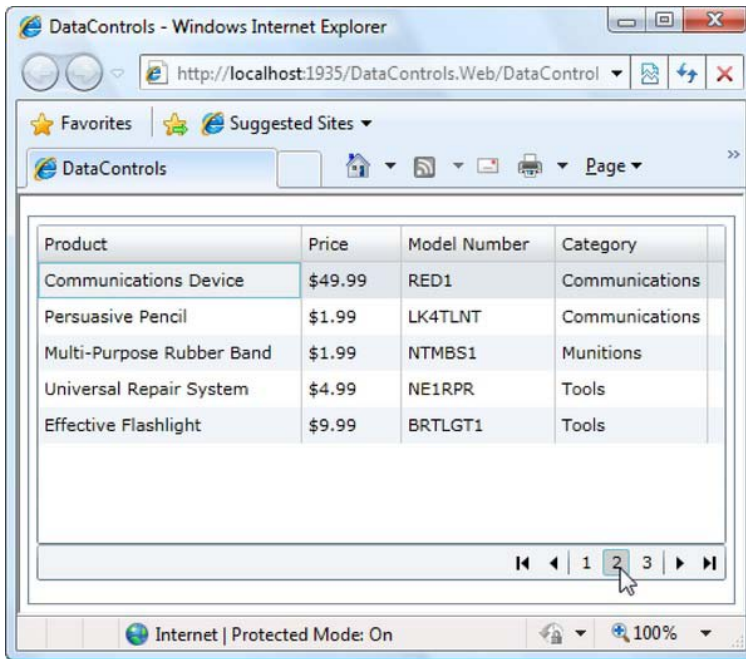 DataControls - Windows Internet Explorer
http://localhost:1935/DataControls.Web/DataControl
Favorites Suggested Sites
DataControls Page »
Product Price Model Number Category
Communications Device $49.99 RED1 Communications
Persuasive Pencil $1.99 LK4TLNT Communications
Multi-Purpose Rubber Band $1.99 NTMBS1 Munitions
Universal Repair System $4.99 NE1RPR Tools
Effective Flashlight $9.99 BRTLGT1 Tools
1 2 3
Internet | Protected Mode: On 100%